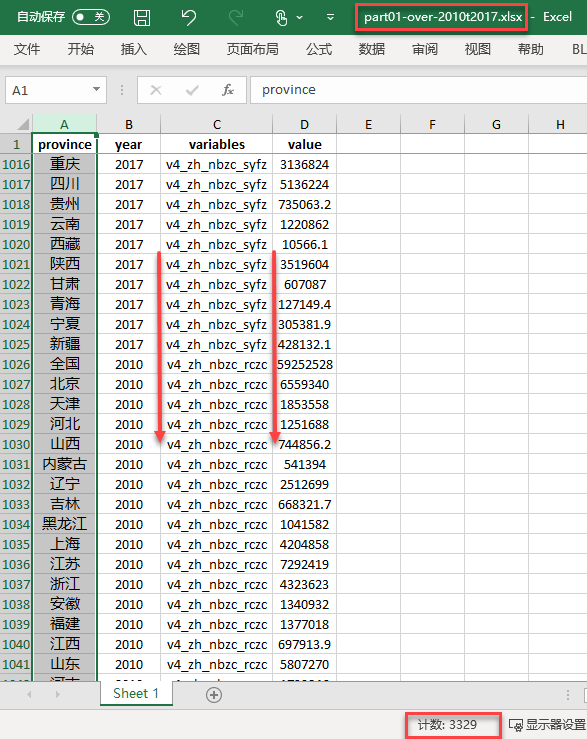 自动保存 关 part01-over-2010t2017.xlsx - Excel
文件 开始 插入 绘图 页面布局 公式 数据 审阅 视图 帮助 BL
A1 fx province
A B C D E F G H
1 province year variables value
1016 重庆 2017 v4_zh_nbzc_syfz 3136824
1017 四川 2017 v4_zh_nbzc_syfz 5136224
1018 贵州 2017 v4_zh_nbzc_syfz 735063.2
1019 云南 2017 v4_zh_nbzc_syfz 1220862
1020 西藏 2017 v4_zh_nbzc_syfz 10566.1
1021 陕西 2017 v4_zh_nbzc_syfz 3519604
1022 甘肃 2017 v4_zh_nbzc_syfz 607087
1023 青海 2017 v4_zh_nbzc_syfz 127149.4
1024 宁夏 2017 v4_zh_nbzc_syfz 305381.9
1025 新疆 2017 v4_zh_nbzc_syfz 428132.1
1026 全国 2010 v4_zh_nbzc_rczc 59252528
1027 北京 2010 v4_zh_nbzc_rczc 6559340
1028 天津 2010 v4_zh_nbzc_rczc 1853558
1029 河北 2010 v4_zh_nbzc_rczc 1251688
1030 山西 2010 v4_zh_nbzc_rczc 744856.2
1031 内蒙古 2010 v4_zh_nbzc_rczc 541394
1032 辽宁 2010 v4_zh_nbzc_rczc 2512699
1033 吉林 2010 v4_zh_nbzc_rczc 668321.7
1034 黑龙江 2010 v4_zh_nbzc_rczc 1041582
1035 上海 2010 v4_zh_nbzc_rczc 4204858
1036 江苏 2010 v4_zh_nbzc_rczc 7292419
1037 浙江 2010 v4_zh_nbzc_rczc 4323623
1038 安徽 2010 v4_zh_nbzc_rczc 1340932
1039 福建 2010 v4_zh_nbzc_rczc 1377018
1040 江西 2010 v4_zh_nbzc_rczc 697913.9
1041 山东 2010 v4_zh_nbzc_rczc 5807270
Sheet 1
计数: 3329 显示器设置